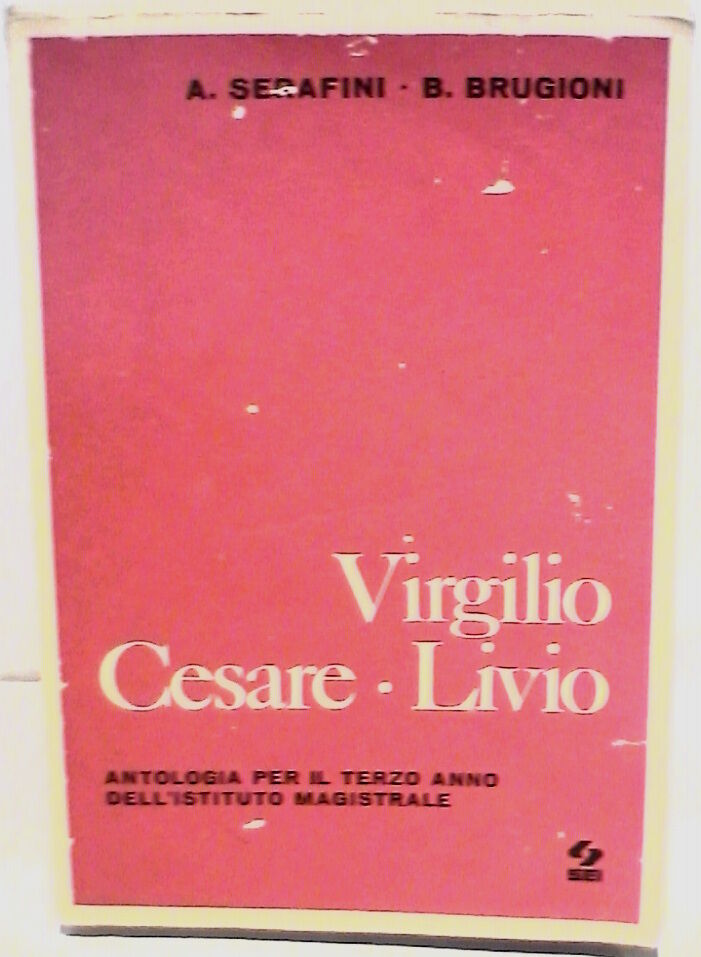 A. SERAFINI · B. BRUGIONI
Virgilio
Cesare · Livio
ANTOLOGIA PER IL TERZO ANNO
DELL'ISTITUTO MAGISTRALE
SEI